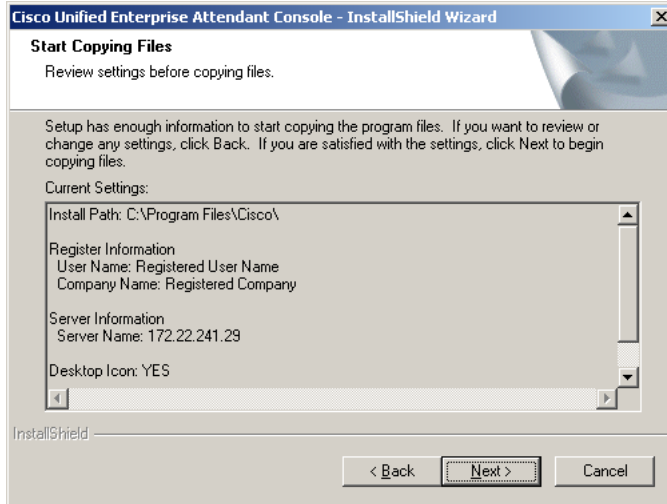 Cisco Unified Enterprise Attendant Console - InstallShield Wizard
Start Copying Files
Review settings before copying files.
Setup has enough information to start copying the program files.  If you want to review or
change any settings, click Back.  If you are satisfied with the settings, click Next to begin
copying files.
Current Settings:
Install Path: C:\Program Files\Cisco\
Register Information
User Name: Registered User Name
Company Name: Registered Company
Server Information
Server Name: 172.22.241.29
Desktop Icon: YES
InstallShield
< Back
Next >
Cancel